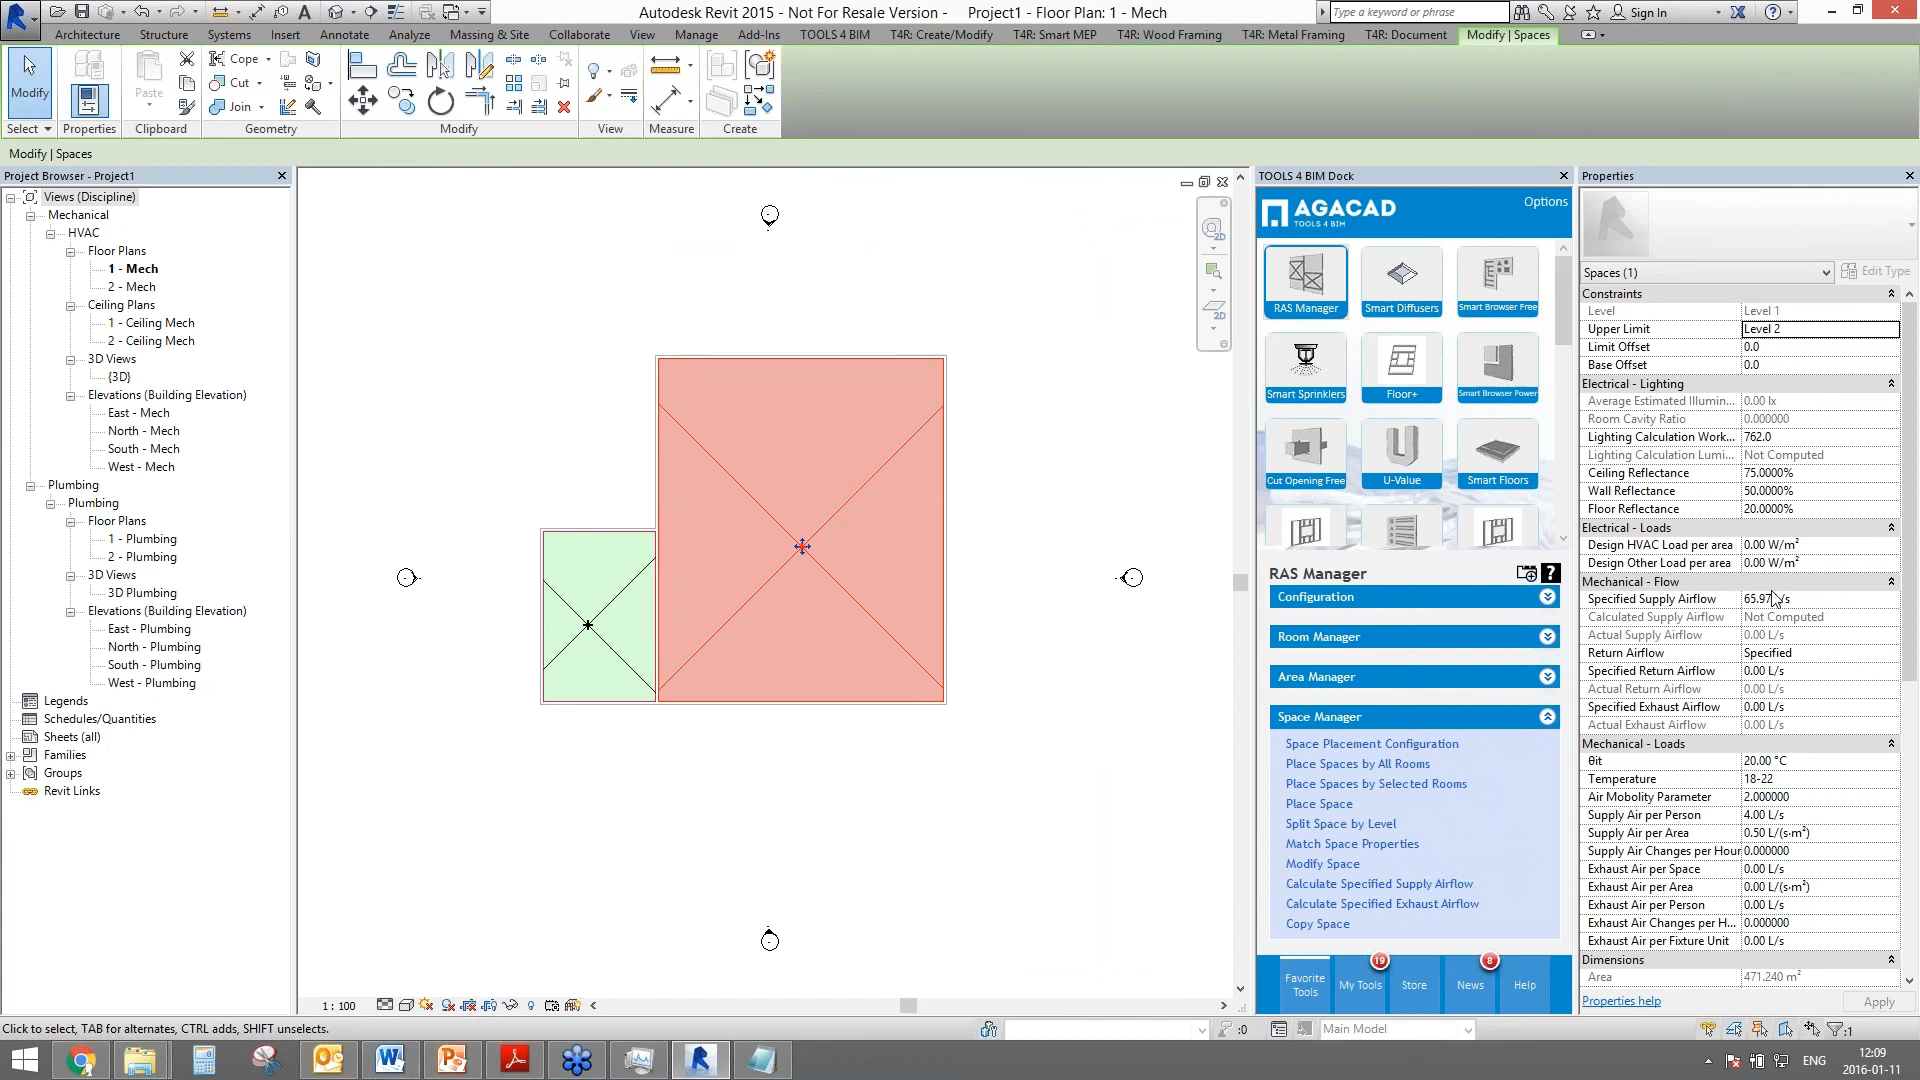 Autodesk Revit 2015 - Not For Resale Version - Project1 - Floor Plan: 1 - Mech
Type a keyword or phrase
Sign In
Architecture Structure Systems Insert Annotate Analyze Massing & Site Collaborate View Manage Add-Ins TOOLS 4 BIM T4R: Create/Modify T4R: Smart MEP T4R: Wood Framing T4R: Metal Framing T4R: Document Modify | Spaces
Modify
Paste
Cope
Cut
Join
Select Properties Clipboard Geometry Modify View Measure Create
Modify | Spaces
Project Browser - Project1
Views (Discipline)
Mechanical
HVAC
Floor Plans
1 - Mech
2 - Mech
Ceiling Plans
1 - Ceiling Mech
2 - Ceiling Mech
3D Views
{3D}
Elevations (Building Elevation)
East - Mech
North - Mech
South - Mech
West - Mech
Plumbing
Plumbing
Floor Plans
1 - Plumbing
2 - Plumbing
3D Views
3D Plumbing
Elevations (Building Elevation)
East - Plumbing
North - Plumbing
South - Plumbing
West - Plumbing
Legends
Schedules/Quantities
Sheets (all)
Families
Groups
Revit Links
2D
2D
1 : 100
TOOLS 4 BIM Dock
AGACAD
TOOLS 4 BIM
Options
RAS Manager
Smart Diffusers
Smart Browser Free
Smart Sprinklers
Floor+
Smart Browser Power
Cut Opening Free
U-Value
Smart Floors
RAS Manager
?
Configuration
Room Manager
Area Manager
Space Manager
Space Placement Configuration
Place Spaces by All Rooms
Place Spaces by Selected Rooms
Place Space
Split Space by Level
Match Space Properties
Modify Space
Calculate Specified Supply Airflow
Calculate Specified Exhaust Airflow
Copy Space
Favorite Tools
19
My Tools
Store
8
News
Help
Properties
Spaces (1)
Edit Type
Constraints
Level Level 1
Upper Limit Level 2
Limit Offset 0.0
Base Offset 0.0
Electrical - Lighting
Average Estimated Illumin... 0.00 lx
Room Cavity Ratio 0.000000
Lighting Calculation Work... 762.0
Lighting Calculation Lumi... Not Computed
Ceiling Reflectance 75.0000%
Wall Reflectance 50.0000%
Floor Reflectance 20.0000%
Electrical - Loads
Design HVAC Load per area 0.00 W/m²
Design Other Load per area 0.00 W/m²
Mechanical - Flow
Specified Supply Airflow 65.97
Calculated Supply Airflow Not Computed
Actual Supply Airflow 0.00 L/s
Return Airflow Specified
Specified Return Airflow 0.00 L/s
Actual Return Airflow 0.00 L/s
Specified Exhaust Airflow 0.00 L/s
Actual Exhaust Airflow 0.00 L/s
Mechanical - Loads
θit 20.00 °C
Temperature 18-22
Air Mobolity Parameter 2.000000
Supply Air per Person 4.00 L/s
Supply Air per Area 0.50 L/(s·m²)
Supply Air Changes per Hour 0.000000
Exhaust Air per Space 0.00 L/s
Exhaust Air per Area 0.00 L/(s·m²)
Exhaust Air per Person 0.00 L/s
Exhaust Air Changes per H... 0.000000
Exhaust Air per Fixture Unit 0.00 L/s
Dimensions
Area 471.240 m²
Properties help
Apply
Click to select, TAB for alternates, CTRL adds, SHIFT unselects.
:0
Main Model
:1
ENG
12:09
2016-01-11